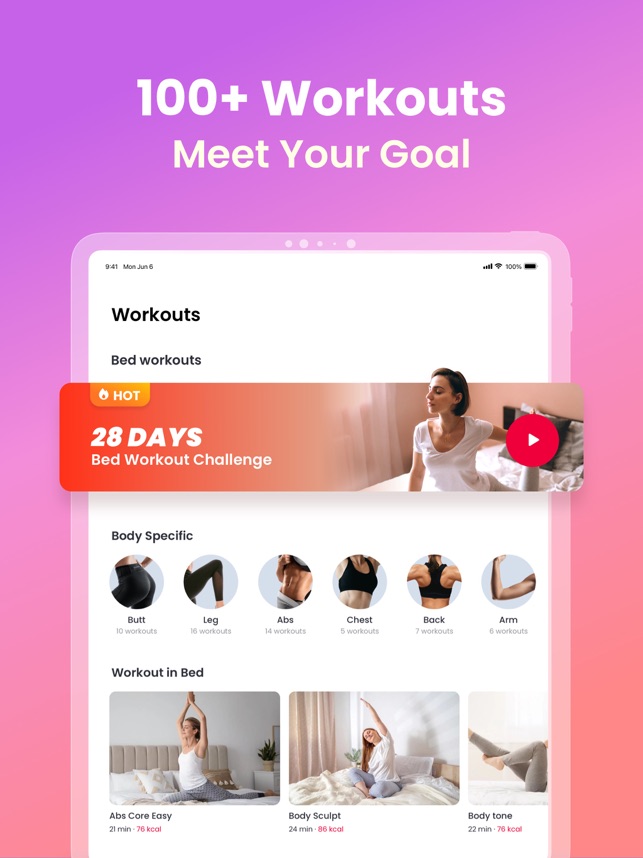 100+ Workouts
Meet Your Goal
9:41 Mon Jun 6 100%
Workouts
Bed workouts
HOT
28 DAYS
Bed Workout Challenge
Body Specific
Butt Leg Abs Chest Back Arm
10 workouts 16 workouts 14 workouts 5 workouts 7 workouts 6 workouts
Workout in Bed
Abs Core Easy Body Sculpt Body tone
21 min · 76 kcal 24 min · 86 kcal 22 min · 76 kcal